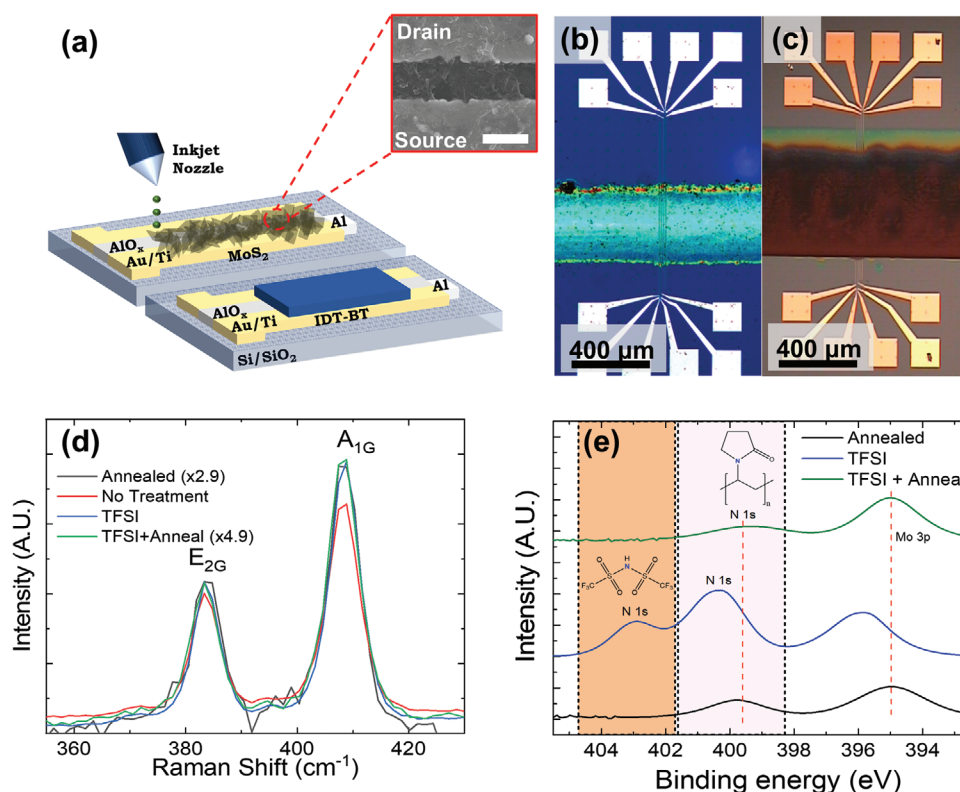 (a)
Drain
Source
Inkjet
Nozzle
AlOx
Au/Ti
MoS2
Al
AlOx
Au/Ti
IDT-BT
Al
Si/SiO2
(b)
400 µm
(c)
400 µm
(d)
Intensity (A.U.)
Annealed (x2.9)
No Treatment
TFSI
TFSI+Anneal (x4.9)
E2G
A1G
360
380
400
420
Raman Shift (cm-1)
(e)
Intensity (A.U.)
Annealed
TFSI
TFSI + Anneal
N
O
n
N 1s
Mo 3p
O
H
O
F3C
S
N
S
CF3
O
O
N 1s
N 1s
404
402
400
398
396
394
Binding energy (eV)